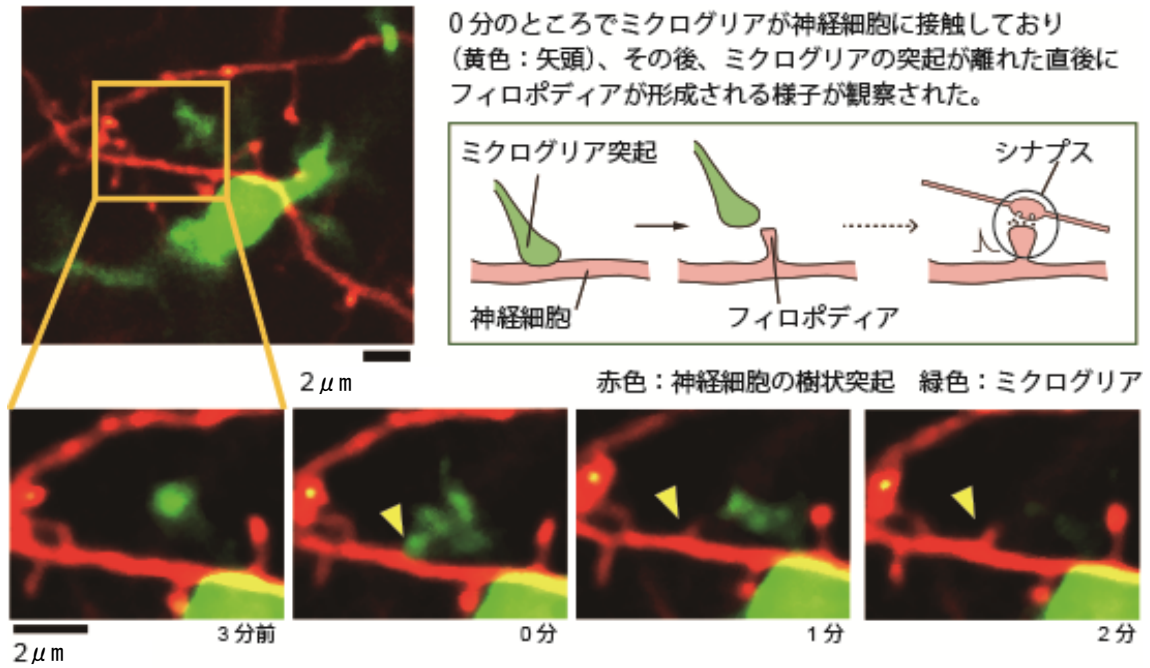 0分のところでミクログリアが神経細胞に接触しており
（黄色：矢頭）、その後、ミクログリアの突起が離れた直後に
フィロポディアが形成される様子が観察された。
ミクログリア突起
シナプス
神経細胞
フィロポディア
2μm
赤色：神経細胞の樹状突起　緑色：ミクログリア
3分前
0分
1分
2分
2μm